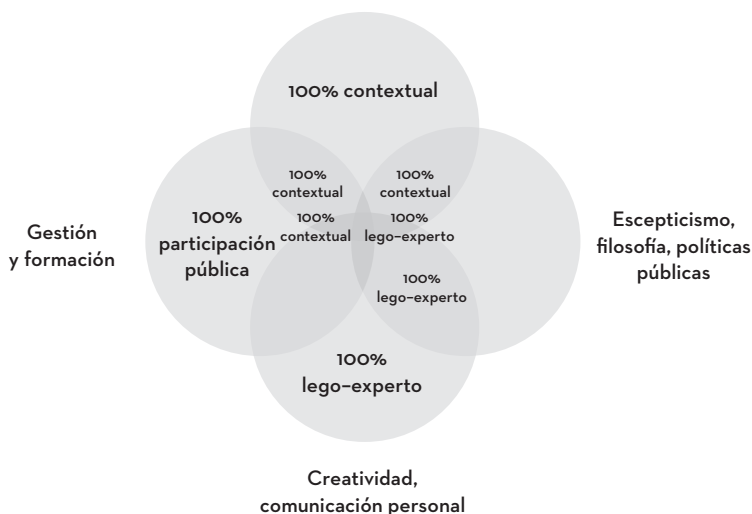 100% contextual
100%
contextual
100%
contextual
100%
participación
pública
100%
contextual
100%
lego–experto
Gestión
y formación
Escepticismo,
filosofía, políticas
públicas
100%
lego–experto
100%
lego–experto
Creatividad,
comunicación personal